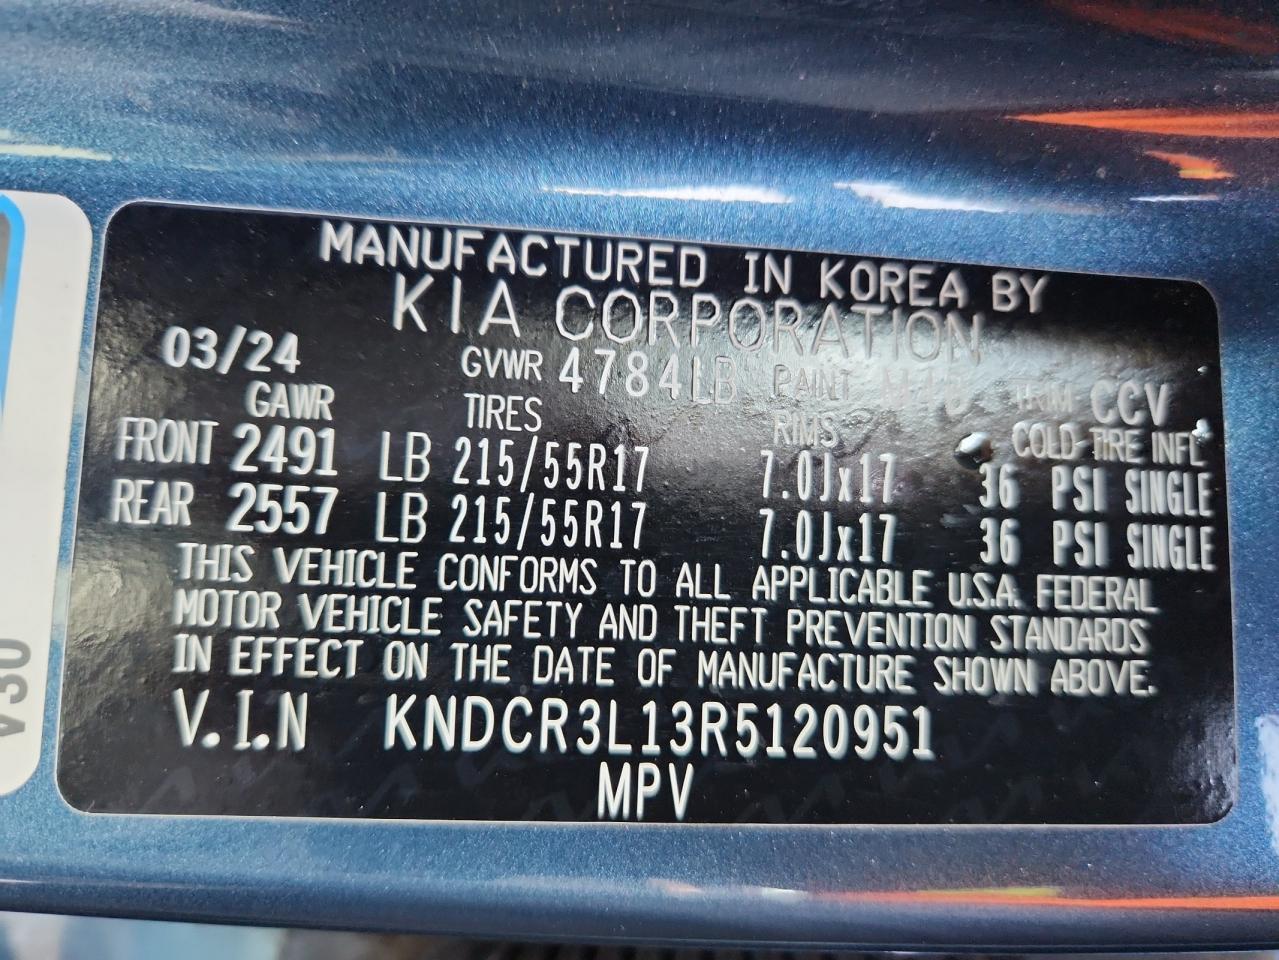 MANUFACTURED IN KOREA BY
KIA CORPORATION
03/24 GVWR 4784LB PAINT TRIM CCV
GAWR TIRES RIMS COLD TIRE INFL
FRONT 2491 LB 215/55R17 7.0Jx17 36 PSI SINGLE
REAR 2557 LB 215/55R17 7.0Jx17 36 PSI SINGLE
THIS VEHICLE CONFORMS TO ALL APPLICABLE U.S.A. FEDERAL
MOTOR VEHICLE SAFETY AND THEFT PREVENTION STANDARDS
IN EFFECT ON THE DATE OF MANUFACTURE SHOWN ABOVE.
V.I.N KNDCR3L13R5120951
MPV